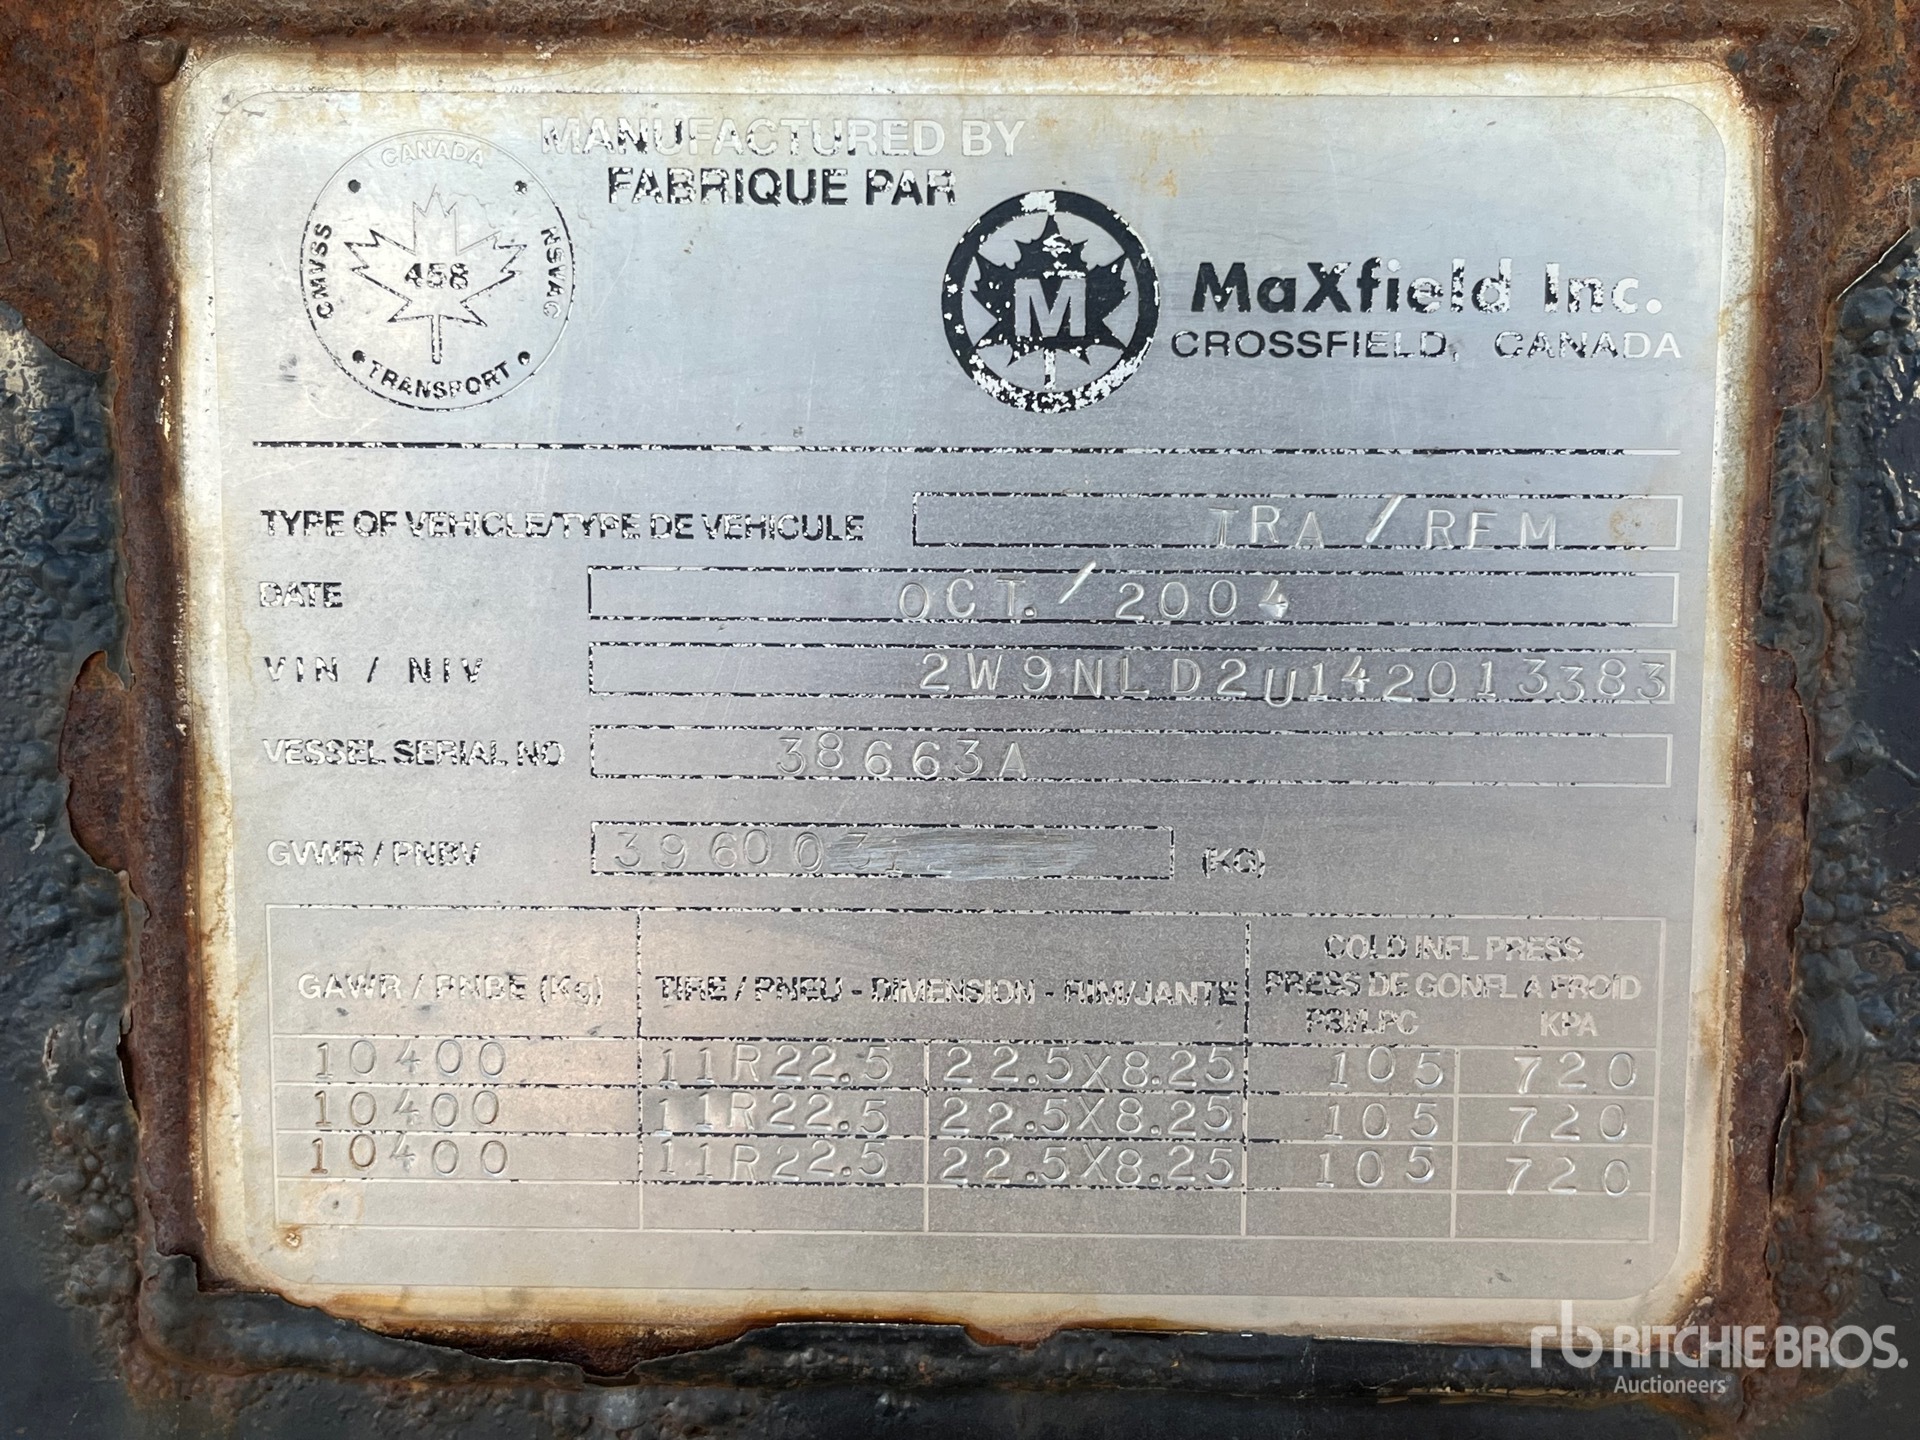 MANUFACTURED BY
FABRIQUE PAR
CANADA
CMVSS
NSVAC
458
TRANSPORT
M
MaXfield Inc.
CROSSFIELD, CANADA
TYPE OF VEHICLE/TYPE DE VEHICULE TRA/REM
DATE OCT./2004
VIN / NIV 2W9NLD2U142013383
VESSEL SERIAL NO 38663A
GVWR / PNBV 39600 (KG)
GAWR / PNBE (Kg) TIRE / PNEU - DIMENSION - RIM/JANTE COLD INFL PRESS
PRESS DE GONFL A FROID
PSI/LPC KPA
10400 11R22.5 22.5X8.25 105 720
10400 11R22.5 22.5X8.25 105 720
10400 11R22.5 22.5X8.25 105 720
rb RITCHIE BROS.
Auctioneers